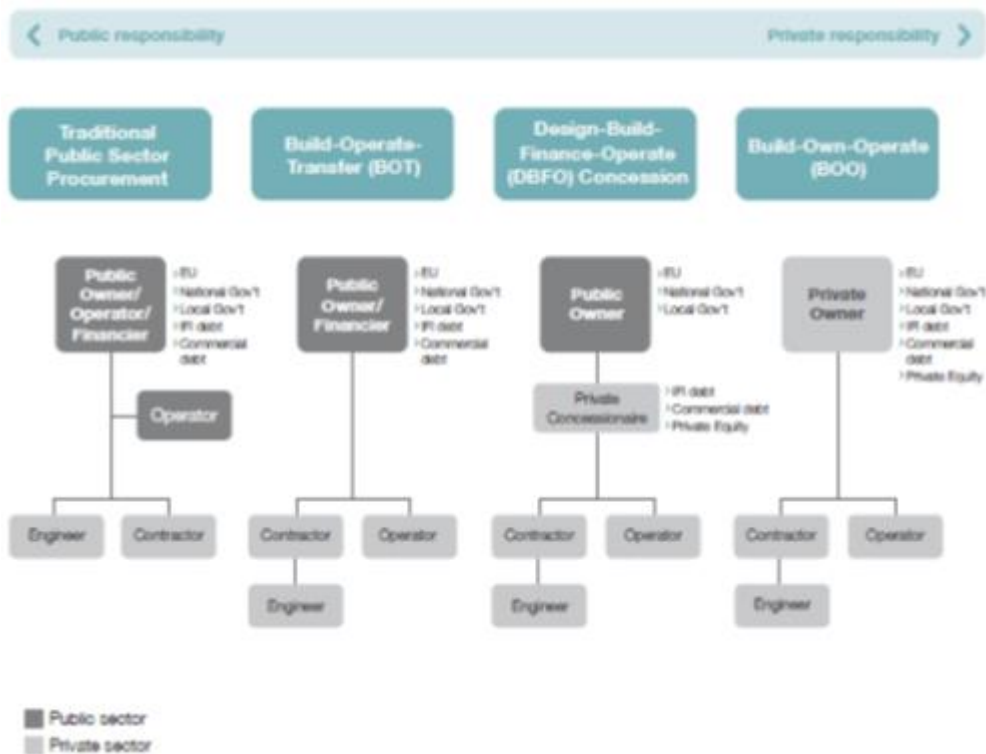 Public responsibility
Private responsibility
Traditional
Public Sector
Procurement
Build-Operate-
Transfer (BOT)
Design-Build-
Finance-Operate
(DBFO) Concession
Build-Own-Operate
(BOO)
Public
Owner/
Operator/
Financier
› EU
› National Gov't
› Local Gov't
› IFI debt
› Commercial
debt
Public
Owner/
Financier
› EU
› National Gov't
› Local Gov't
› IFI debt
› Commercial
debt
Public
Owner
› EU
› National Gov't
› Local Gov't
Private
Owner
› EU
› National Gov't
› Local Gov't
› IFI debt
› Commercial
debt
› Private Equity
Operator
Private
Concessionaire
› IFI debt
› Commercial debt
› Private Equity
Engineer
Contractor
Contractor
Operator
Engineer
Contractor
Operator
Engineer
Contractor
Operator
Engineer
Public sector
Private sector